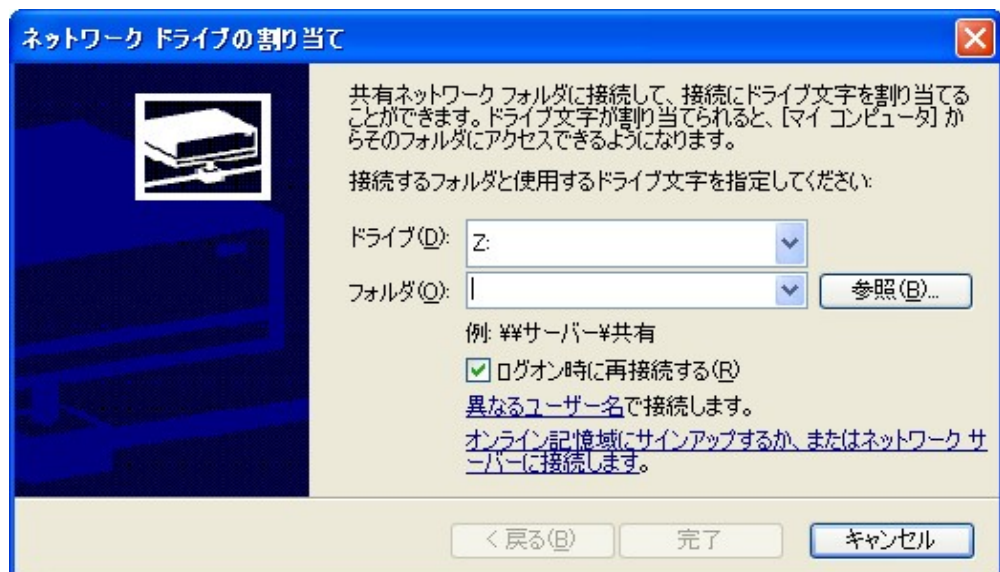 ネットワーク ドライブの割り当て
共有ネットワーク フォルダに接続して、接続にドライブ文字を割り当てる
ことができます。ドライブ文字が割り当てられると、[マイ コンピュータ] か
らそのフォルダにアクセスできるようになります。
接続するフォルダと使用するドライブ文字を指定してください:
ドライブ(D): Z:
フォルダ(O): 参照(B)...
例: ¥¥サーバー¥共有
ログオン時に再接続する(R)
異なるユーザー名で接続します。
オンライン記憶域にサインアップするか、またはネットワーク サ
ーバーに接続します。
< 戻る(B) 完了 キャンセル